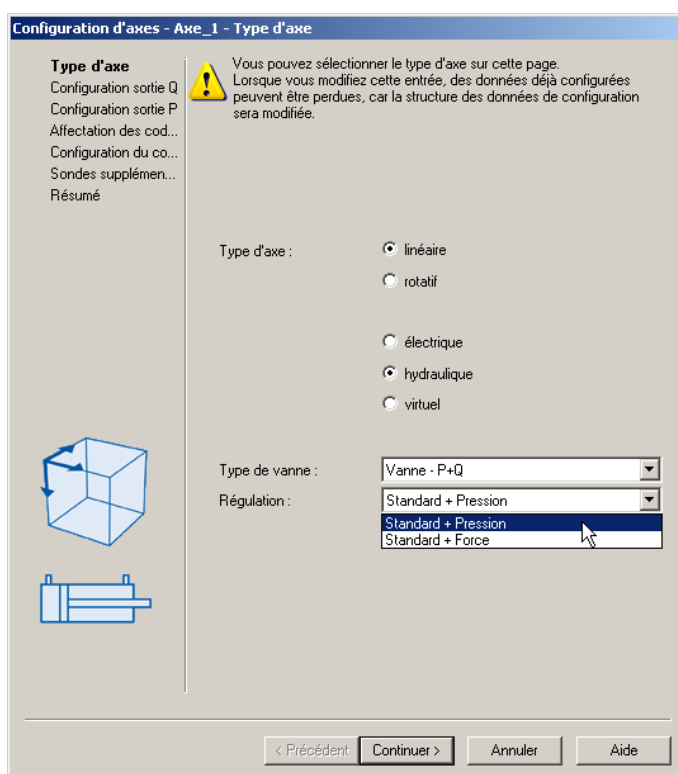 Configuration d'axes - Axe_1 - Type d'axe
Type d'axe
Configuration sortie Q
Configuration sortie P
Affectation des cod...
Configuration du co...
Sondes supplémen...
Résumé
Vous pouvez sélectionner le type d'axe sur cette page.
Lorsque vous modifiez cette entrée, des données déjà configurées
peuvent être perdues, car la structure des données de configuration
sera modifiée.
Type d'axe :
linéaire
rotatif
électrique
hydraulique
virtuel
Type de vanne :
Vanne - P+Q
Régulation :
Standard + Pression
Standard + Pression
Standard + Force
< Précédent
Continuer >
Annuler
Aide